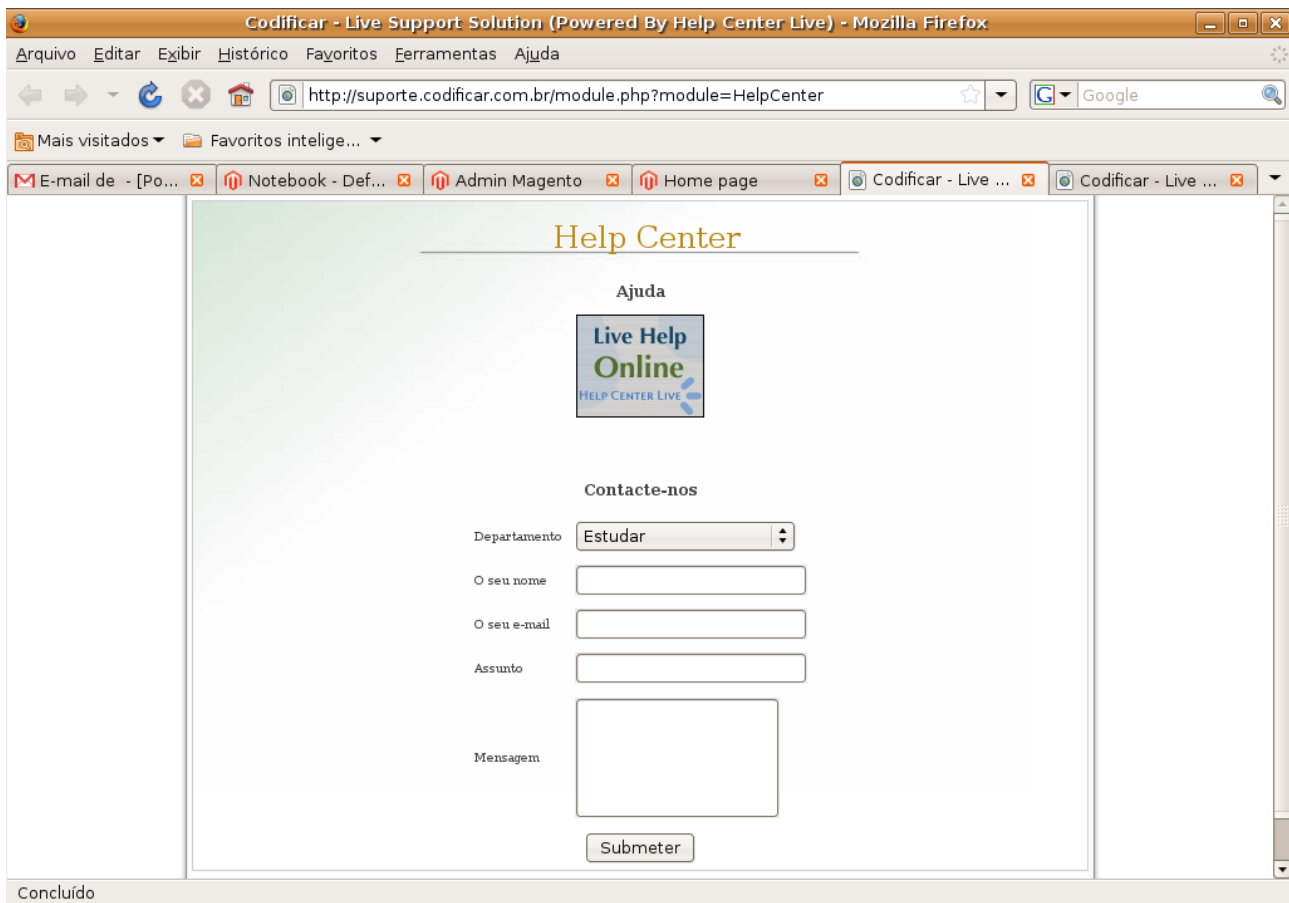 Codificar - Live Support Solution (Powered By Help Center Live) - Mozilla Firefox
Arquivo Editar Exibir Histórico Favoritos Ferramentas Ajuda
http://suporte.codificar.com.br/module.php?module=HelpCenter
G Google
Mais visitados Favoritos intelige...
E-mail de - [Po... Notebook - Def... Admin Magento Home page Codificar - Live ... Codificar - Live ...
Help Center
Ajuda
Live Help
Online
HELP CENTER LIVE
Contacte-nos
Departamento Estudar
O seu nome
O seu e-mail
Assunto
Mensagem
Submeter
Concluído